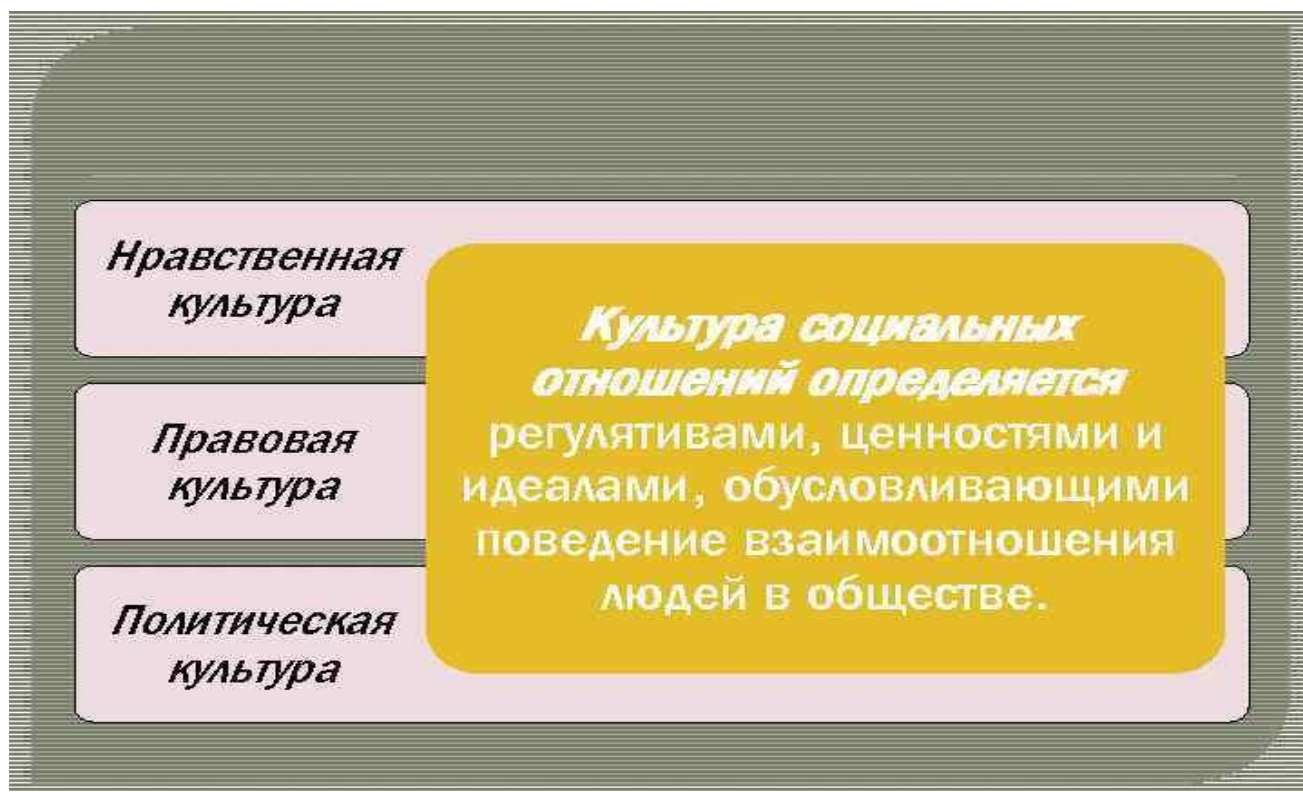 Нравственная
культура
Культура социальных
отношений определяется
регулятивами, ценностями и
идеалами, обусловливающими
поведение взаимоотношения
людей в обществе.
Правовая
культура
Политическая
культура